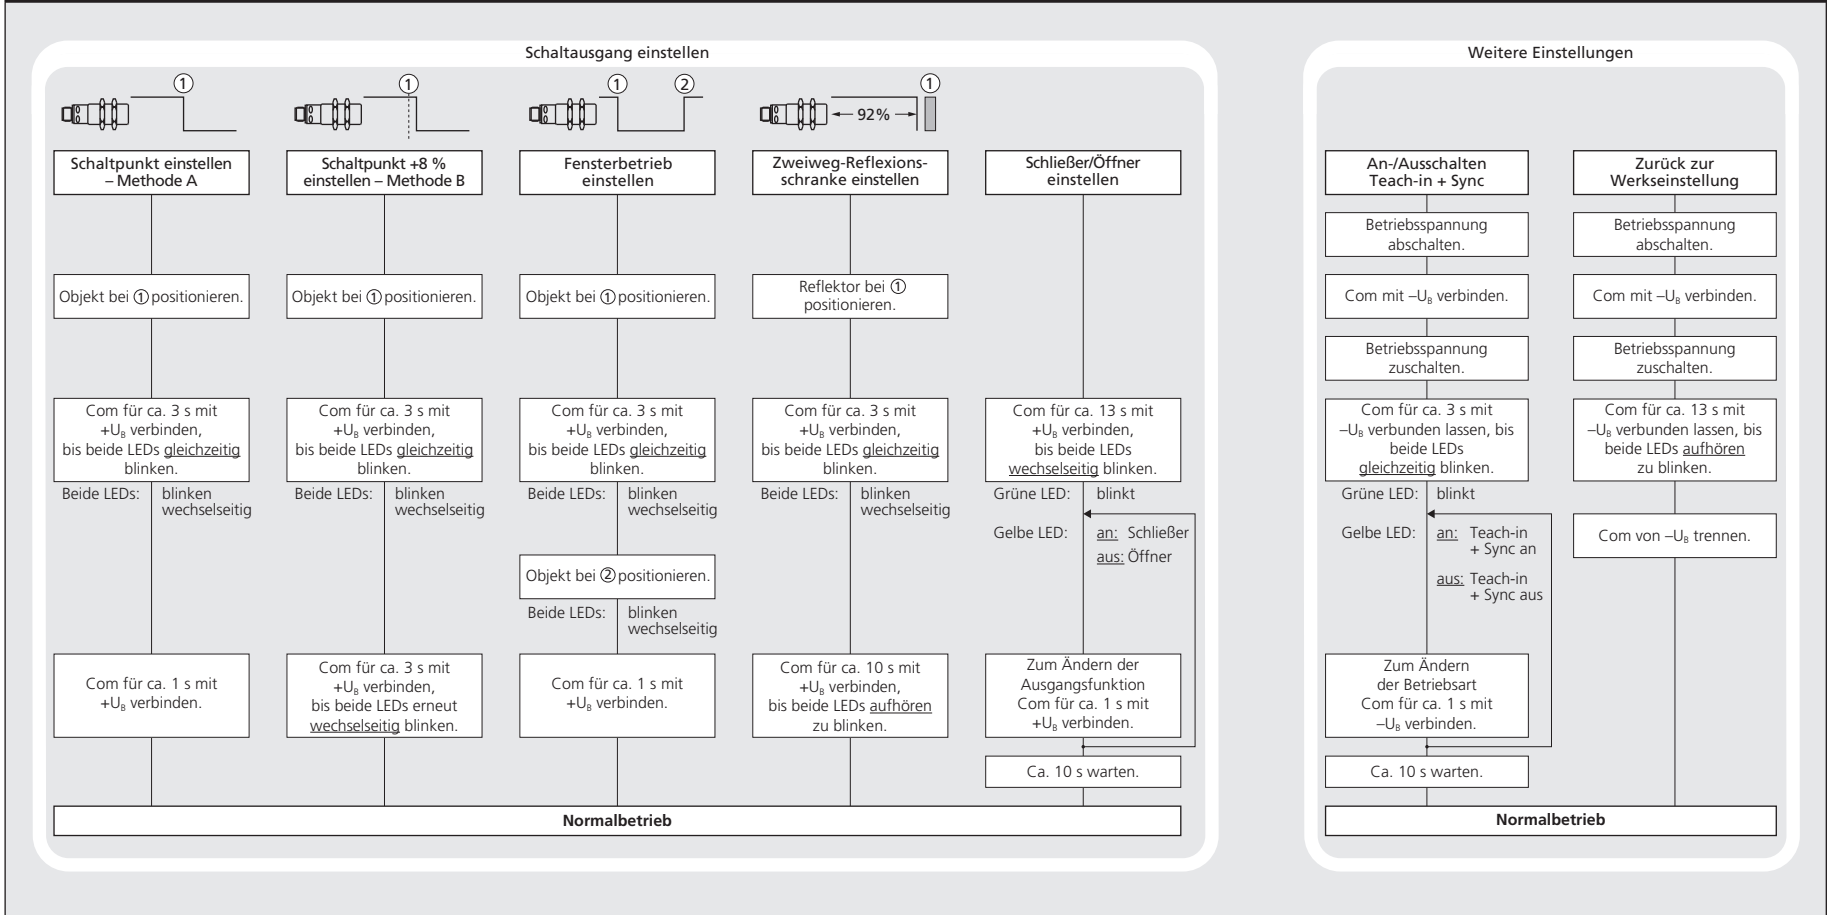 Schaltausgang einstellen
1
1
1
2
92%
1
Schaltpunkt einstellen
– Methode A
Objekt bei 1 positionieren.
Com für ca. 3 s mit
+UB verbinden,
bis beide LEDs gleichzeitig
blinken.
Beide LEDs: blinken
wechselseitig
Com für ca. 1 s mit
+UB verbinden.
Schaltpunkt +8 %
einstellen – Methode B
Objekt bei 1 positionieren.
Com für ca. 3 s mit
+UB verbinden,
bis beide LEDs gleichzeitig
blinken.
Beide LEDs: blinken
wechselseitig
Com für ca. 3 s mit
+UB verbinden,
bis beide LEDs erneut
wechselseitig blinken.
Fensterbetrieb
einstellen
Objekt bei 1 positionieren.
Com für ca. 3 s mit
+UB verbinden,
bis beide LEDs gleichzeitig
blinken.
Beide LEDs: blinken
wechselseitig
Objekt bei 2 positionieren.
Beide LEDs: blinken
wechselseitig
Com für ca. 1 s mit
+UB verbinden.
Zweiweg-Reflexions-
schranke einstellen
Reflektor bei 1
positionieren.
Com für ca. 3 s mit
+UB verbinden,
bis beide LEDs gleichzeitig
blinken.
Beide LEDs: blinken
wechselseitig
Com für ca. 10 s mit
+UB verbinden,
bis beide LEDs aufhören
zu blinken.
Schließer/Öffner
einstellen
Com für ca. 13 s mit
+UB verbinden,
bis beide LEDs
wechselseitig blinken.
Grüne LED: blinkt
Gelbe LED: an: Schließer
aus: Öffner
Zum Ändern der
Ausgangsfunktion
Com für ca. 1 s mit
+UB verbinden.
Ca. 10 s warten.
Normalbetrieb
Weitere Einstellungen
An-/Ausschalten
Teach-in + Sync
Betriebsspannung
abschalten.
Com mit –UB verbinden.
Betriebsspannung
zuschalten.
Com für ca. 3 s mit
–UB verbunden lassen, bis
beide LEDs
gleichzeitig blinken.
Grüne LED: blinkt
Gelbe LED: an: Teach-in
+ Sync an
aus: Teach-in
+ Sync aus
Zum Ändern
der Betriebsart
Com für ca. 1 s mit
–UB verbinden.
Ca. 10 s warten.
Zurück zur
Werkseinstellung
Betriebsspannung
abschalten.
Com mit –UB verbinden.
Betriebsspannung
zuschalten.
Com für ca. 13 s mit
–UB verbunden lassen, bis
beide LEDs aufhören
zu blinken.
Com von –UB trennen.
Normalbetrieb